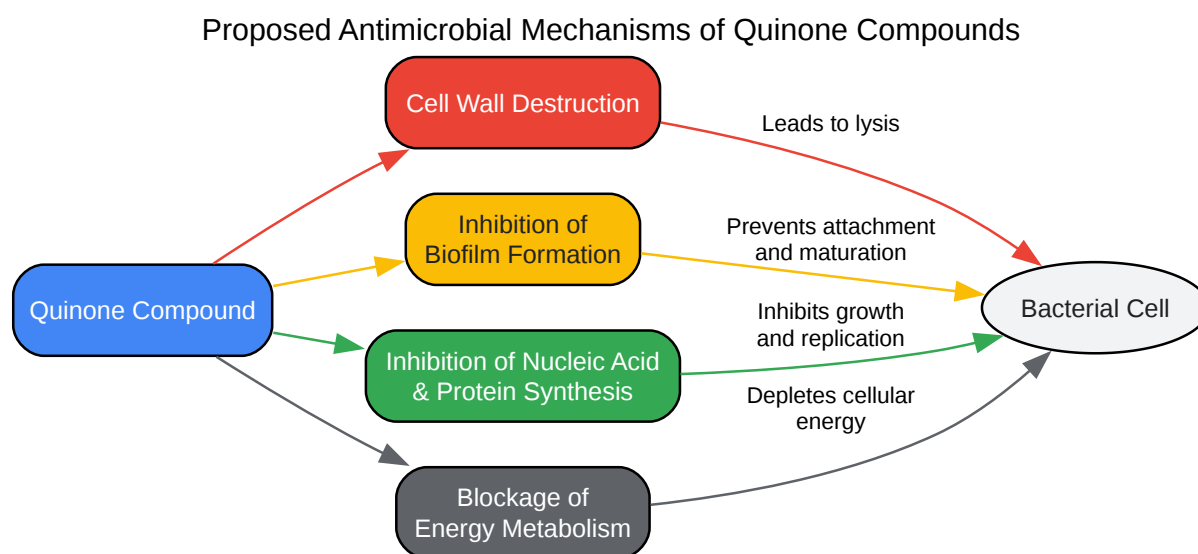 Proposed Antimicrobial Mechanisms of Quinone Compounds
Cell Wall Destruction
Leads to lysis
Inhibition of
Biofilm Formation
Prevents attachment
and maturation
Quinone Compound
Bacterial Cell
Inhibits growth
and replication
Inhibition of Nucleic Acid
& Protein Synthesis
Depletes cellular
energy
Blockage of
Energy Metabolism